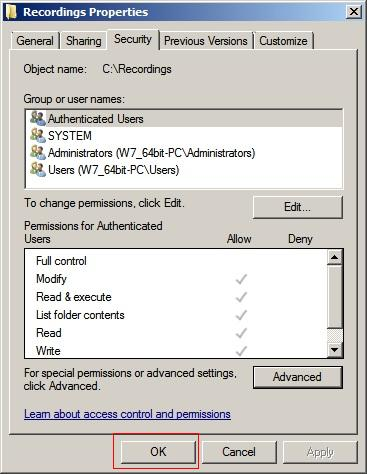 Recordings Properties
General
Sharing
Security
Previous Versions
Customize
Object name: C:\Recordings
Group or user names:
Authenticated Users
SYSTEM
Administrators (W7_64bit-PC\Administrators)
Users (W7_64bit-PC\Users)
To change permissions, click Edit.
Edit...
Permissions for Authenticated
Users Allow Deny
Full control
Modify
Read & execute
List folder contents
Read
Write
For special permissions or advanced settings,
click Advanced.
Advanced
Learn about access control and permissions
OK
Cancel
Apply